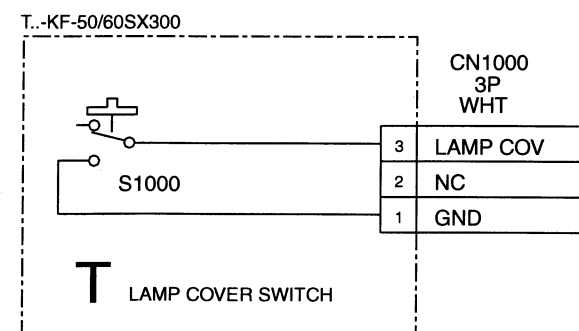 T..-KF-50/60SX300
CN1000
3P
WHT
3 LAMP COV
2 NC
1 GND
S1000
T LAMP COVER SWITCH